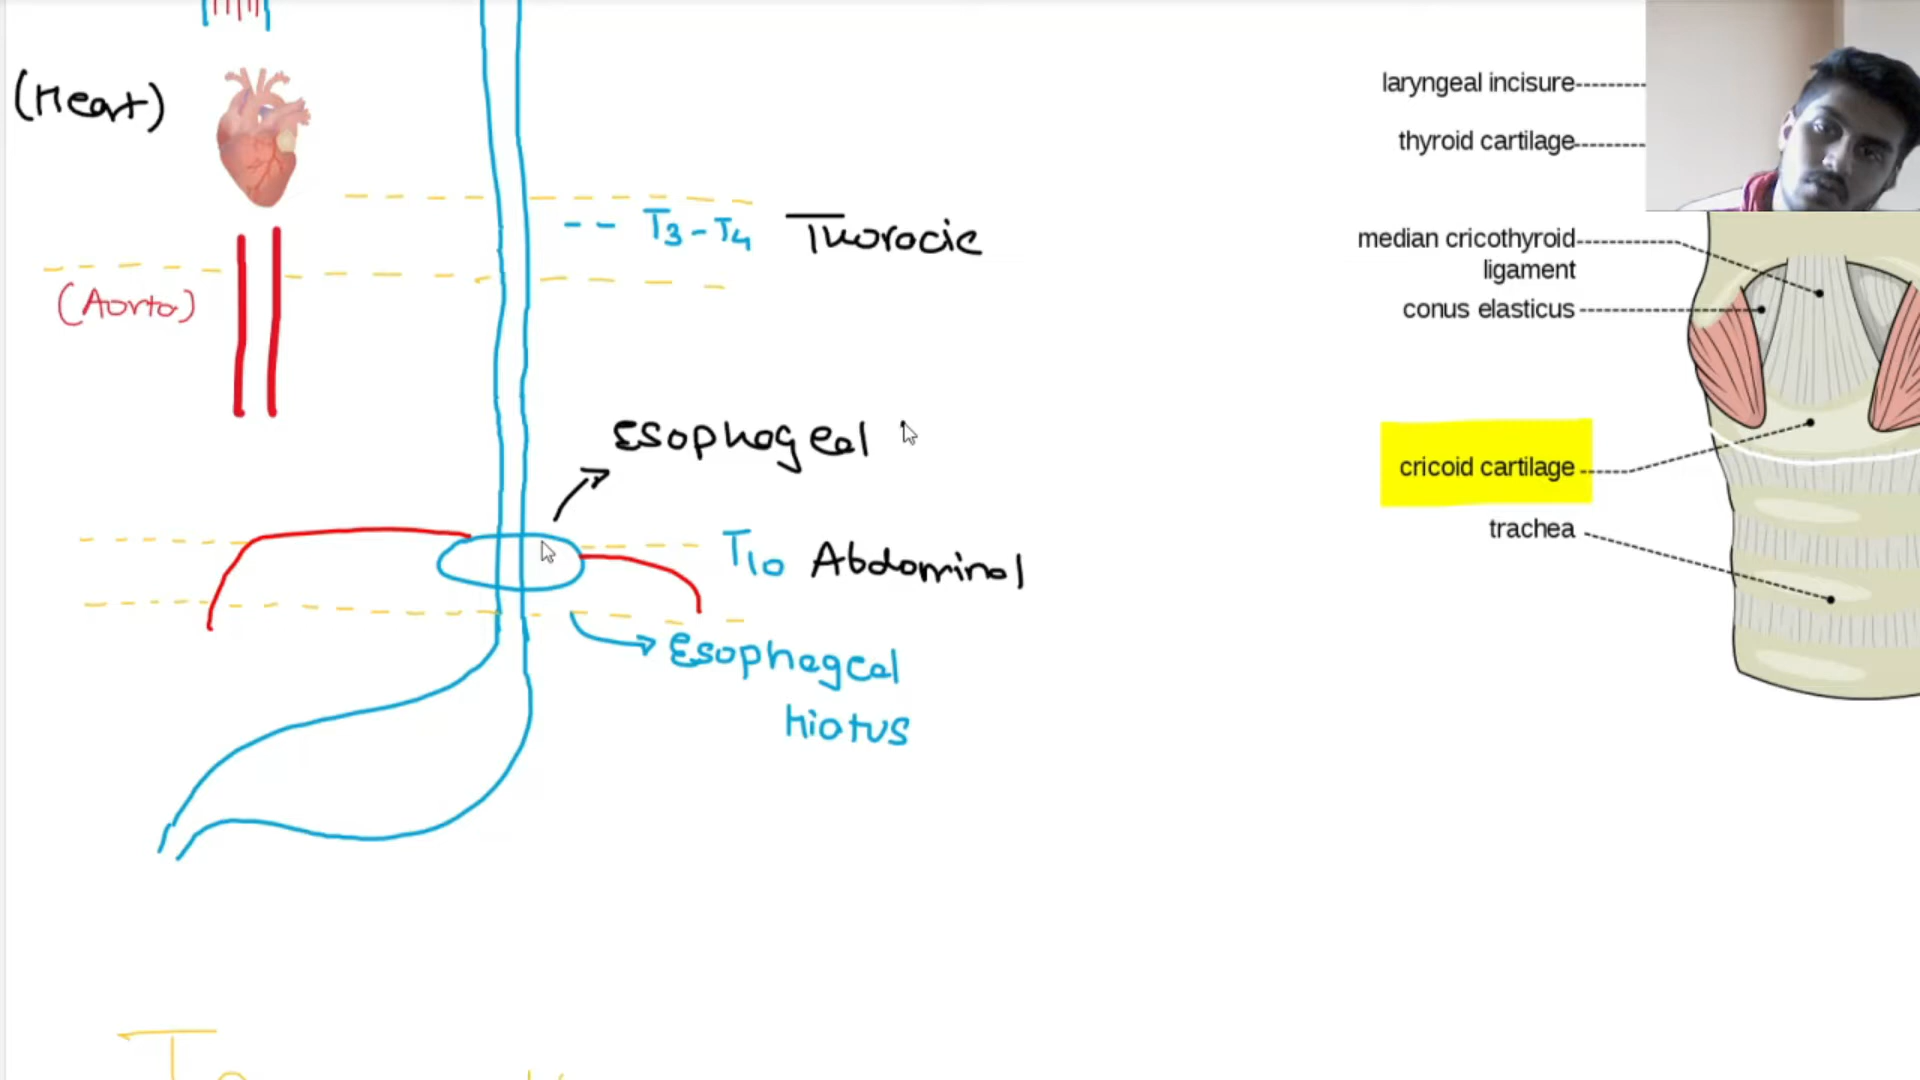 (Heart)
T3-T4 Thoracic
(Aorta)
Esophageal
T10 Abdominal
Esophageal
hiatus
laryngeal incisure
thyroid cartilage
median cricothyroid
ligament
conus elasticus
cricoid cartilage
trachea